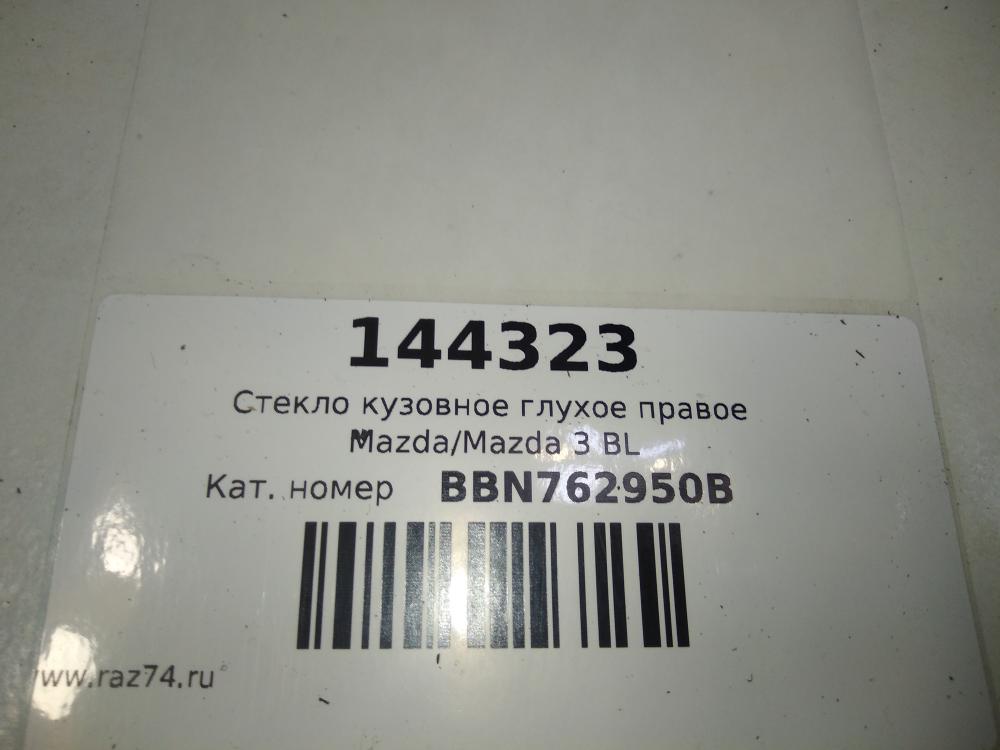 144323
Стекло кузовное глухое правое
Mazda/Mazda 3 BL
Кат. номер BBN762950B
www.raz74.ru